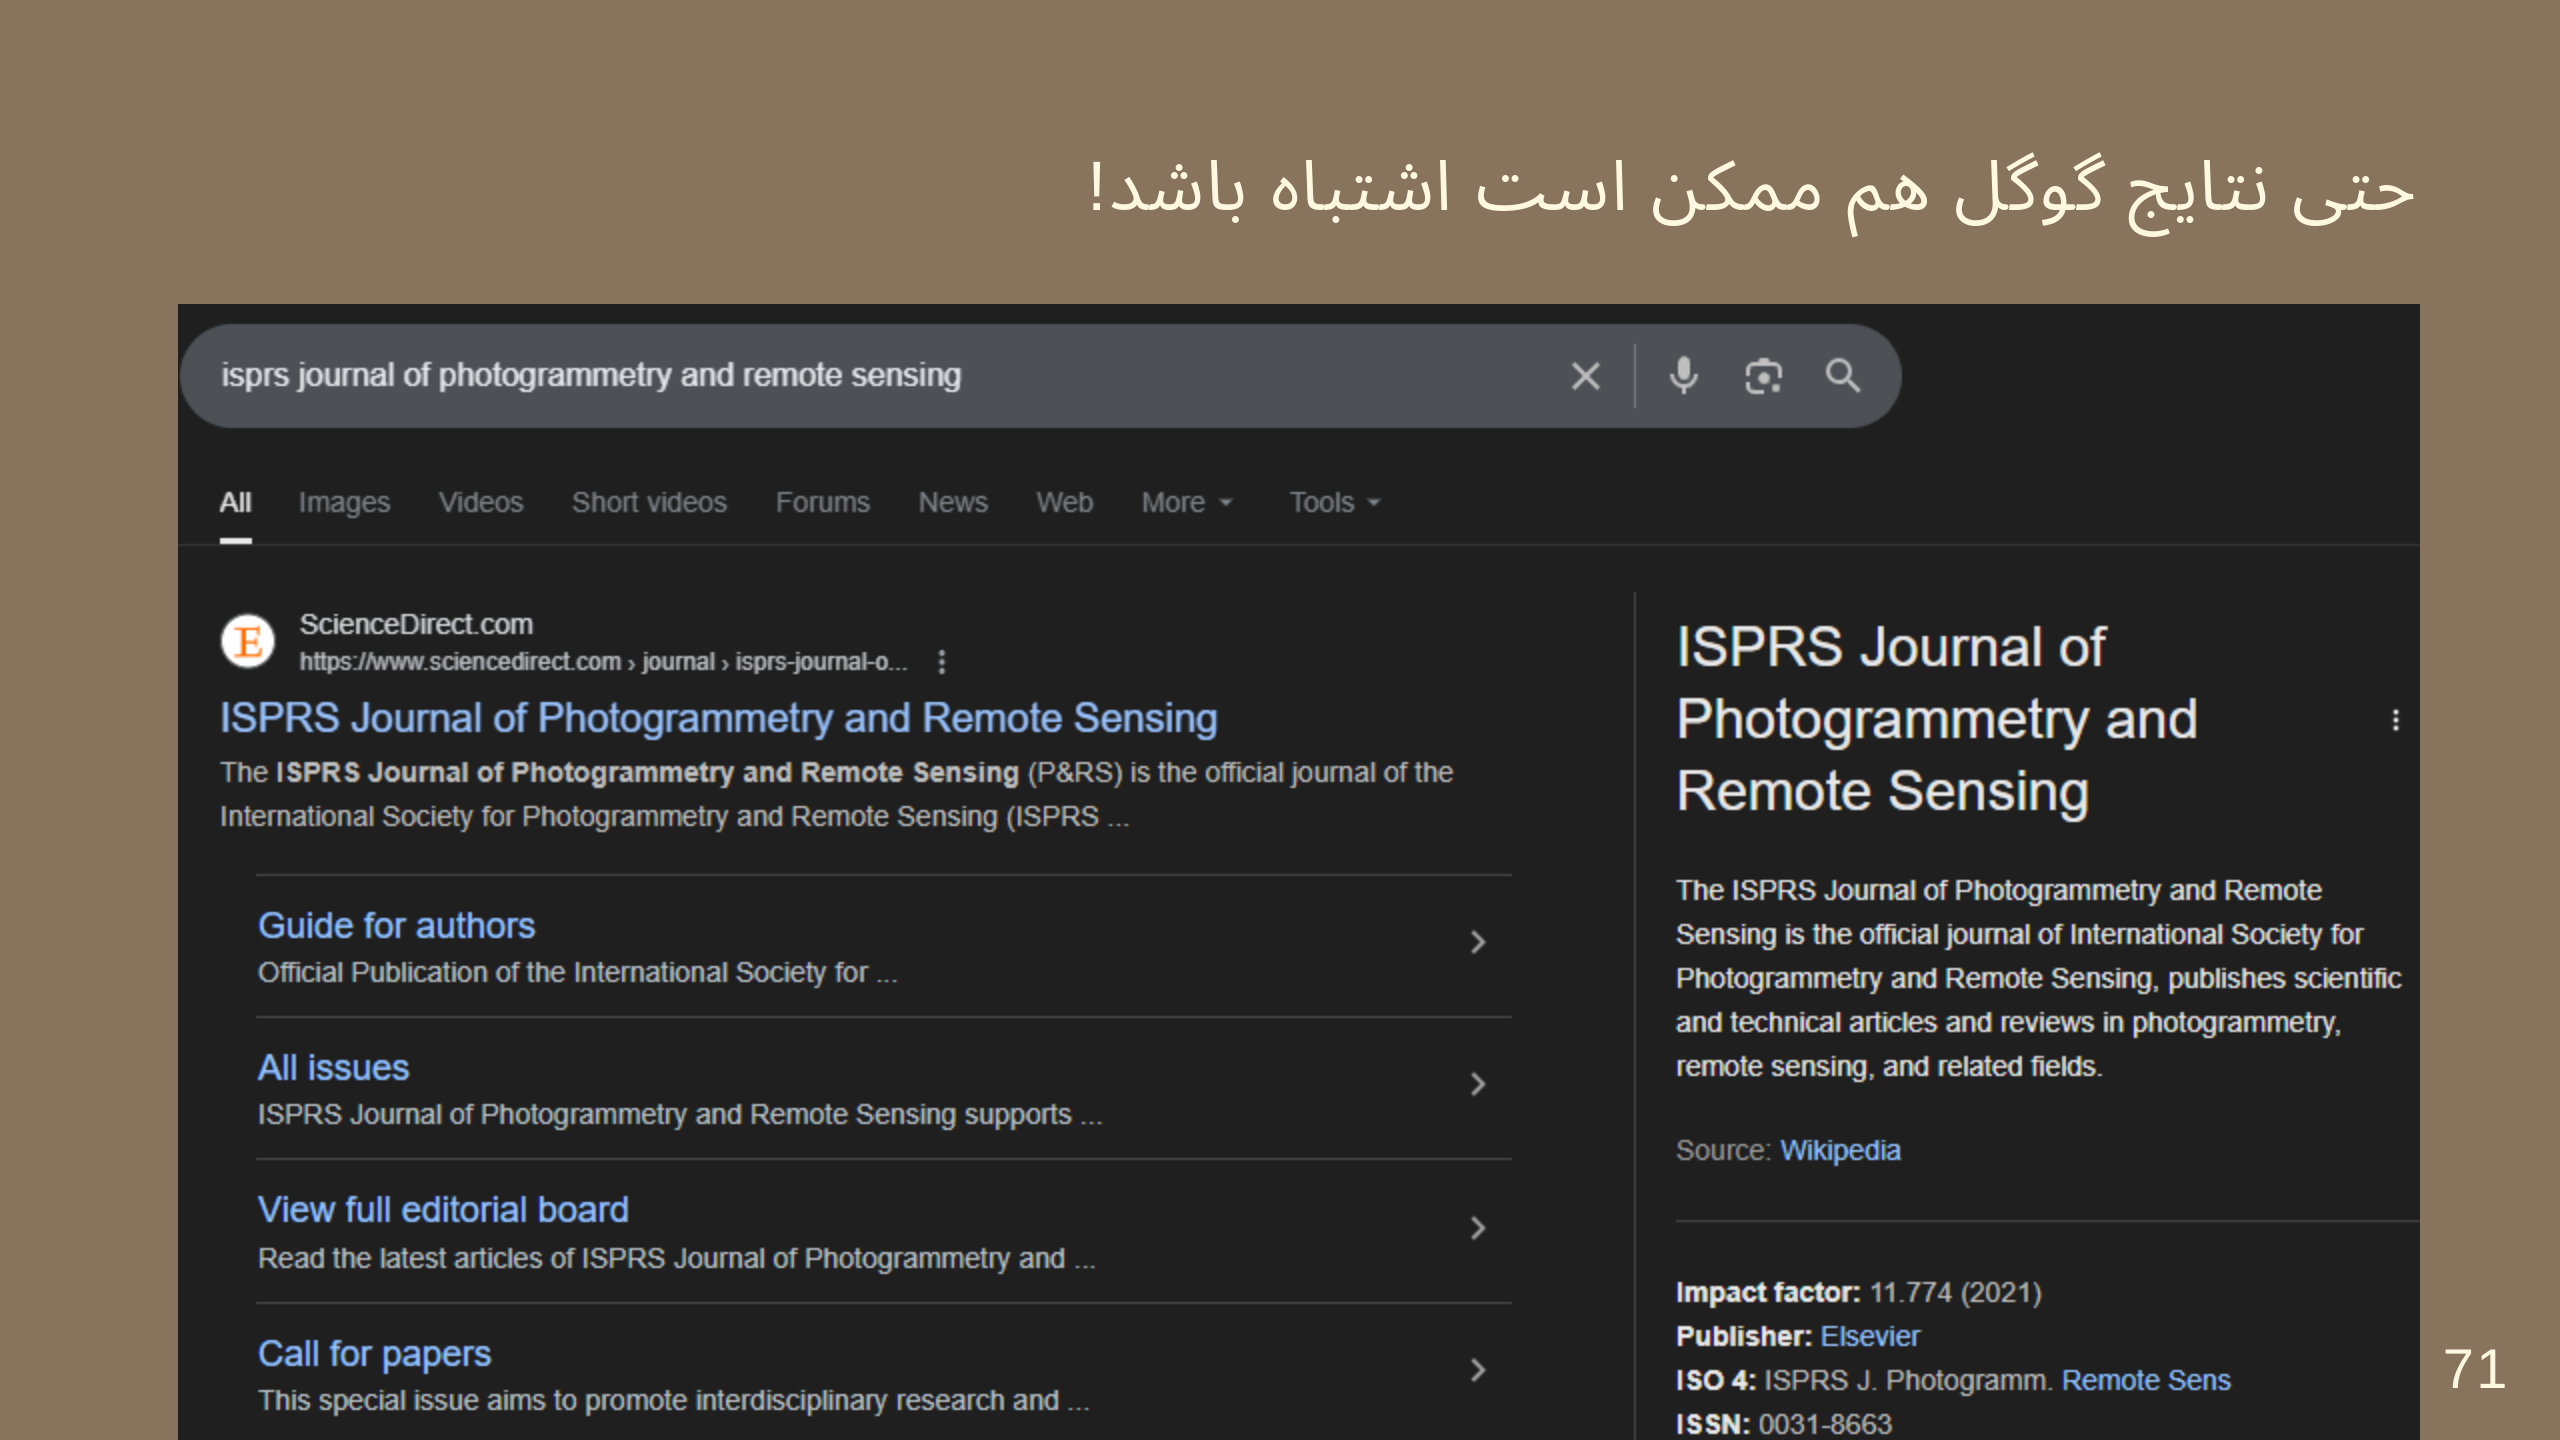 حتی نتایج گوگل هم ممکن است اشتباه باشد!
isprs journal of photogrammetry and remote sensing
All Images Videos Short videos Forums News Web More Tools
ScienceDirect.com
https://www.sciencedirect.com › journal › isprs-journal-o...
ISPRS Journal of Photogrammetry and Remote Sensing
The ISPRS Journal of Photogrammetry and Remote Sensing (P&RS) is the official journal of the
International Society for Photogrammetry and Remote Sensing (ISPRS ...
Guide for authors
Official Publication of the International Society for ...
All issues
ISPRS Journal of Photogrammetry and Remote Sensing supports ...
View full editorial board
Read the latest articles of ISPRS Journal of Photogrammetry and ...
Call for papers
This special issue aims to promote interdisciplinary research and ...
ISPRS Journal of
Photogrammetry and
Remote Sensing
The ISPRS Journal of Photogrammetry and Remote
Sensing is the official journal of International Society for
Photogrammetry and Remote Sensing, publishes scientific
and technical articles and reviews in photogrammetry,
remote sensing, and related fields.
Source: Wikipedia
Impact factor: 11.774 (2021)
Publisher: Elsevier
ISO 4: ISPRS J. Photogramm. Remote Sens
ISSN: 0031-8663
71